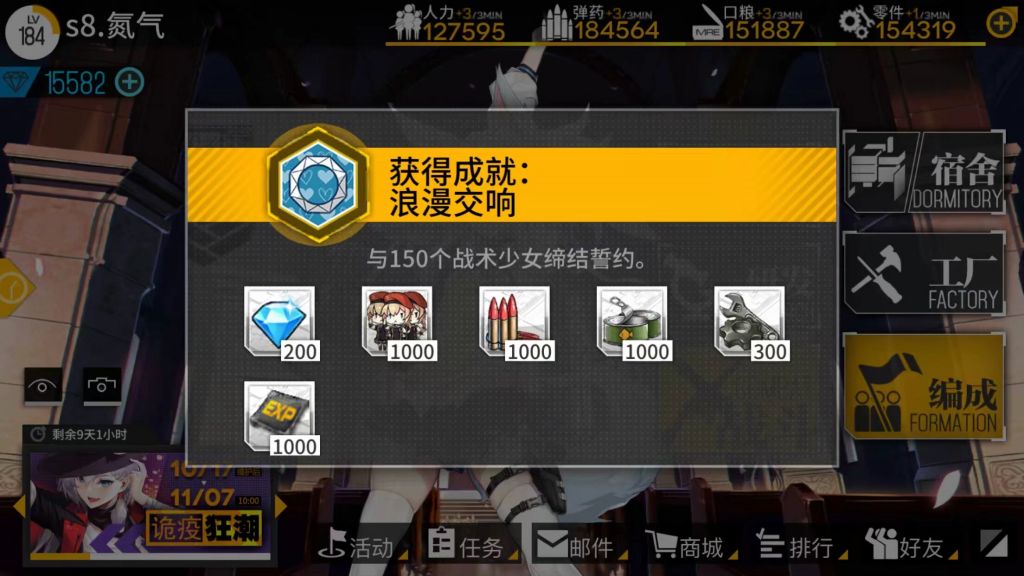 LV
184
s8.氮气
人力+3/3MIN
127595
弹药+3/3MIN
184564
MRE
口粮+3/3MIN
151887
零件+1/3MIN
154319
15582
获得成就：
浪漫交响
与150个战术少女缔结誓约。
200
1000
1000
1000
300
EXP
1000
宿舍
DORMITORY
工厂
FACTORY
编成
FORMATION
剩余9天1小时
10/17
11/07 10:00
诡疫狂潮
活动
任务
邮件
商城
排行
好友